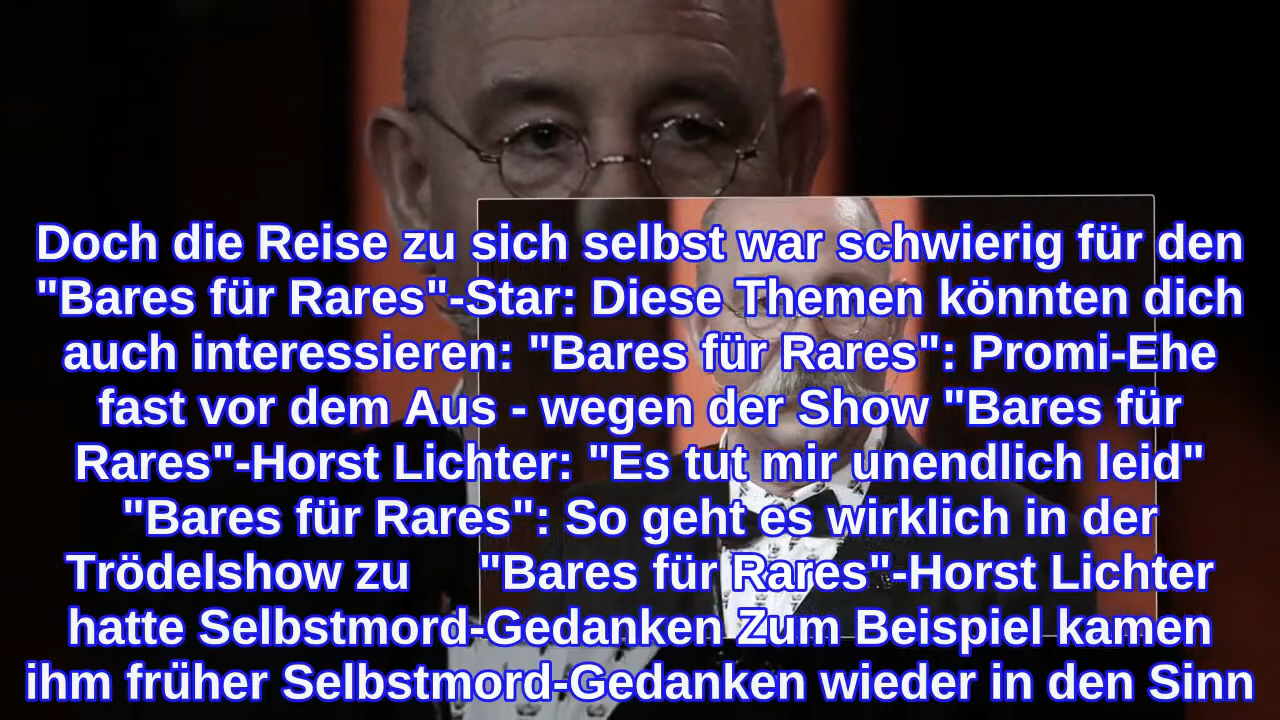 Doch die Reise zu sich selbst war schwierig für den
"Bares für Rares"-Star: Diese Themen könnten dich
auch interessieren: "Bares für Rares": Promi-Ehe
fast vor dem Aus - wegen der Show "Bares für
Rares"-Horst Lichter: "Es tut mir unendlich leid"
"Bares für Rares": So geht es wirklich in der
Trödelshow zu "Bares für Rares"-Horst Lichter
hatte Selbstmord-Gedanken Zum Beispiel kamen
ihm früher Selbstmord-Gedanken wieder in den Sinn